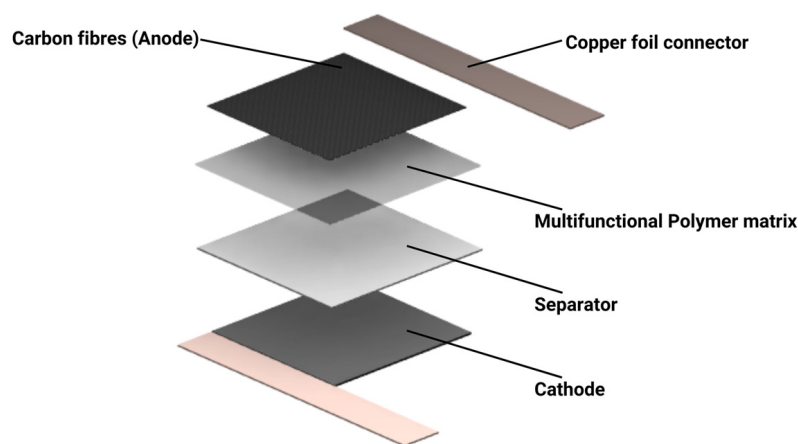 Carbon fibres (Anode)
Copper foil connector
Multifunctional Polymer matrix
Separator
Cathode